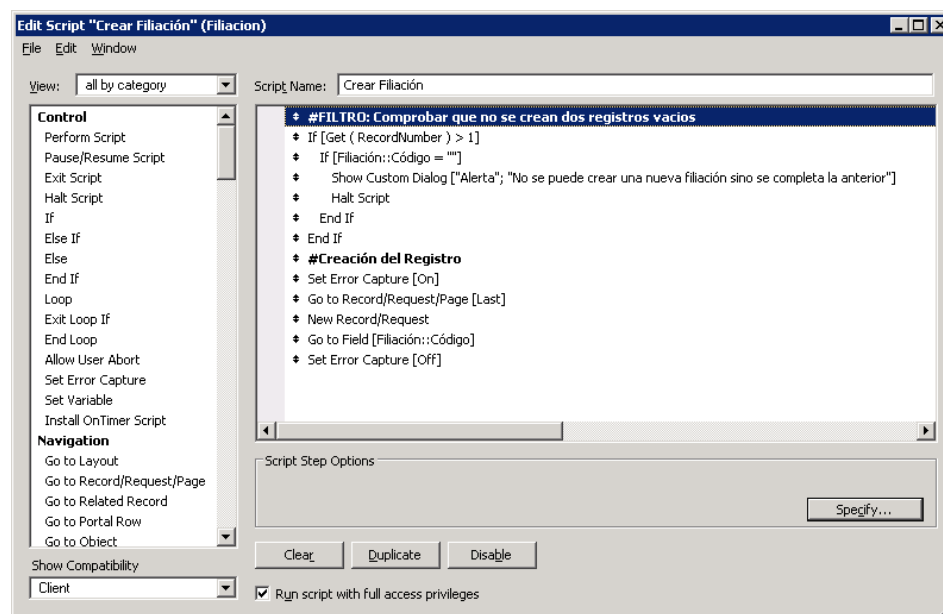 Edit Script "Crear Filiación" (Filiacion)
File Edit Window
View: all by category
Script Name: Crear Filiación
Control
Perform Script
Pause/Resume Script
Exit Script
Halt Script
If
Else If
Else
End If
Loop
Exit Loop If
End Loop
Allow User Abort
Set Error Capture
Set Variable
Install OnTimer Script
Navigation
Go to Layout
Go to Record/Request/Page
Go to Related Record
Go to Portal Row
Go to Object
Show Compatibility
Client
#FILTRO: Comprobar que no se crean dos registros vacios
If [Get ( RecordNumber ) > 1]
If [Filiación::Código = ""]
Show Custom Dialog ["Alerta"; "No se puede crear una nueva filiación sino se completa la anterior"]
Halt Script
End If
End If
#Creación del Registro
Set Error Capture [On]
Go to Record/Request/Page [Last]
New Record/Request
Go to Field [Filiación::Código]
Set Error Capture [Off]
Script Step Options
Specify...
Clear Duplicate Disable
Run script with full access privileges